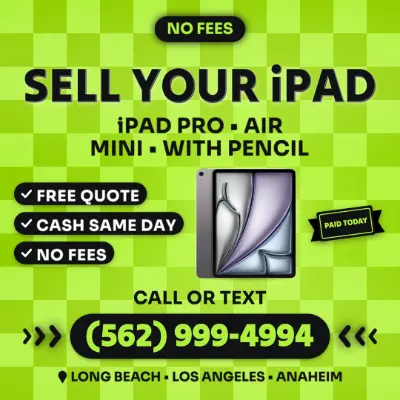 NO FEES
SELL YOUR iPAD
iPAD PRO • AIR
MINI • WITH PENCIL
✓ FREE QUOTE
✓ CASH SAME DAY
✓ NO FEES
PAID TODAY
CALL OR TEXT
>>> (562) 999-4994 <<<
LONG BEACH • LOS ANGELES • ANAHEIM